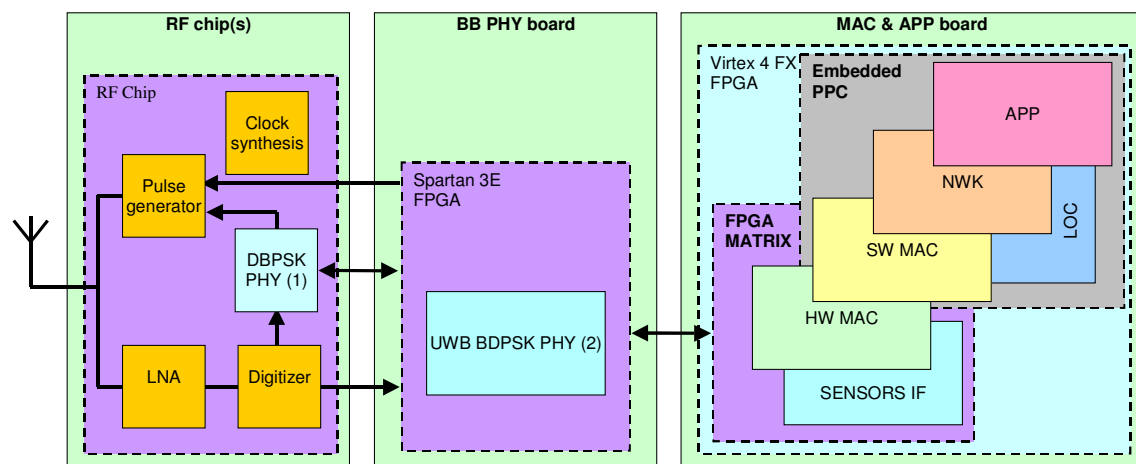 RF chip(s)
BB PHY board
MAC & APP board
RF Chip
Clock
synthesis
Pulse
generator
DBPSK
PHY (1)
LNA
Digitizer
Spartan 3E
FPGA
UWB BDPSK PHY (2)
Virtex 4 FX
FPGA
Embedded
PPC
APP
NWK
LOC
SW MAC
FPGA
MATRIX
HW MAC
SENSORS IF